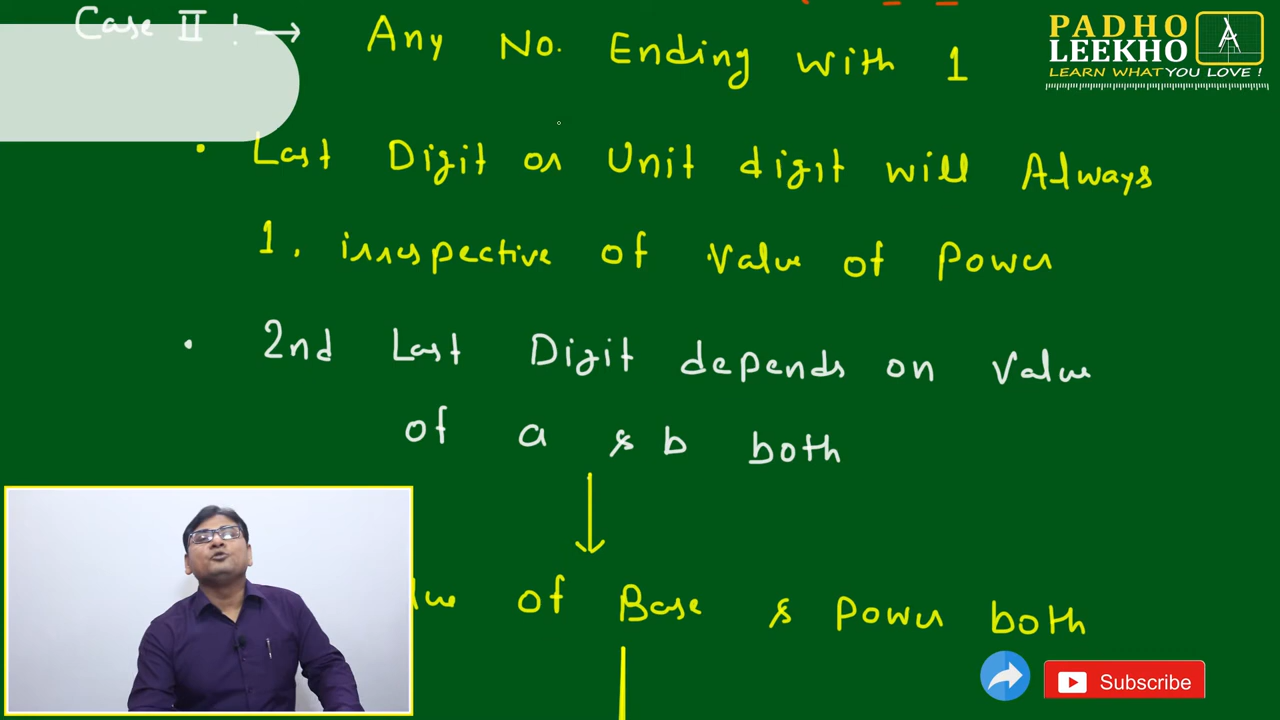 Case II :→ Any No. Ending with 1
PADHO
LEEKHO
LEARN WHAT YOU LOVE !
• Last Digit or Unit digit will Always
1. irrespective of Value of Power
• 2nd Last Digit depends on Value
of a & b both
of Base & Power both
Subscribe